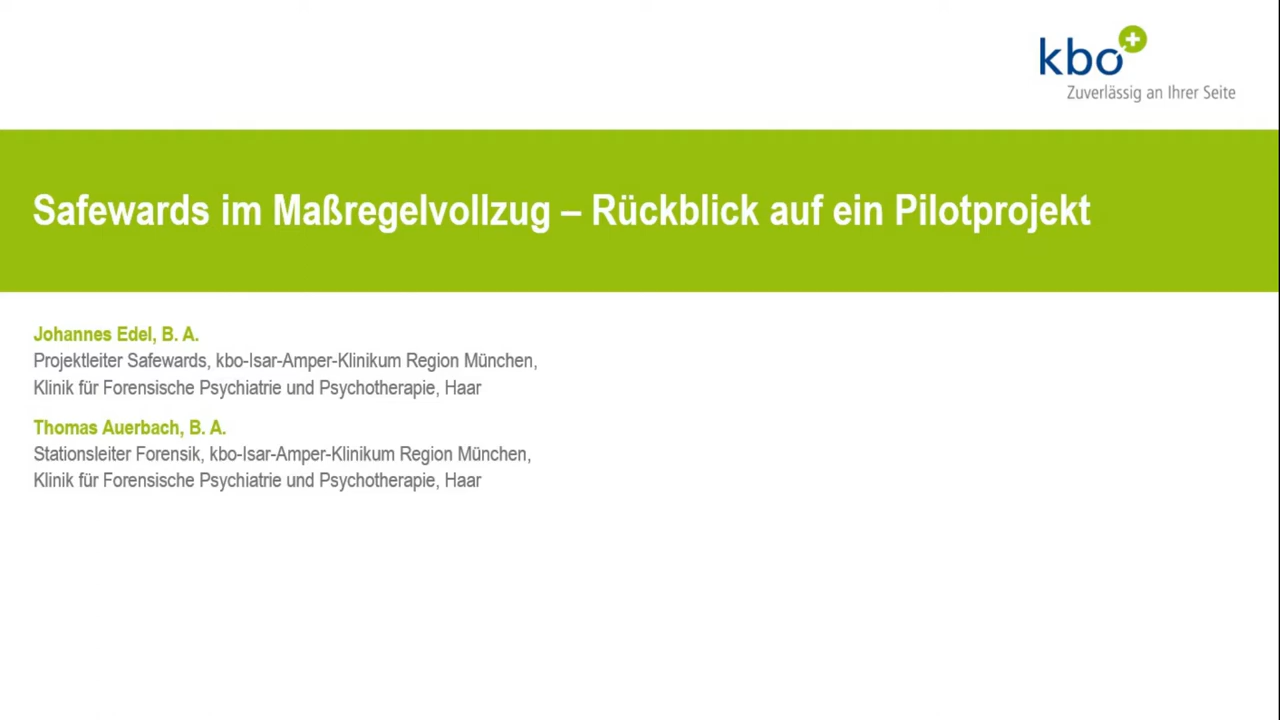 kbo
Zuverlässig an Ihrer Seite
Safewards im Maßregelvollzug – Rückblick auf ein Pilotprojekt
Johannes Edel, B. A.
Projektleiter Safewards, kbo-Isar-Amper-Klinikum Region München,
Klinik für Forensische Psychiatrie und Psychotherapie, Haar
Thomas Auerbach, B. A.
Stationsleiter Forensik, kbo-Isar-Amper-Klinikum Region München,
Klinik für Forensische Psychiatrie und Psychotherapie, Haar